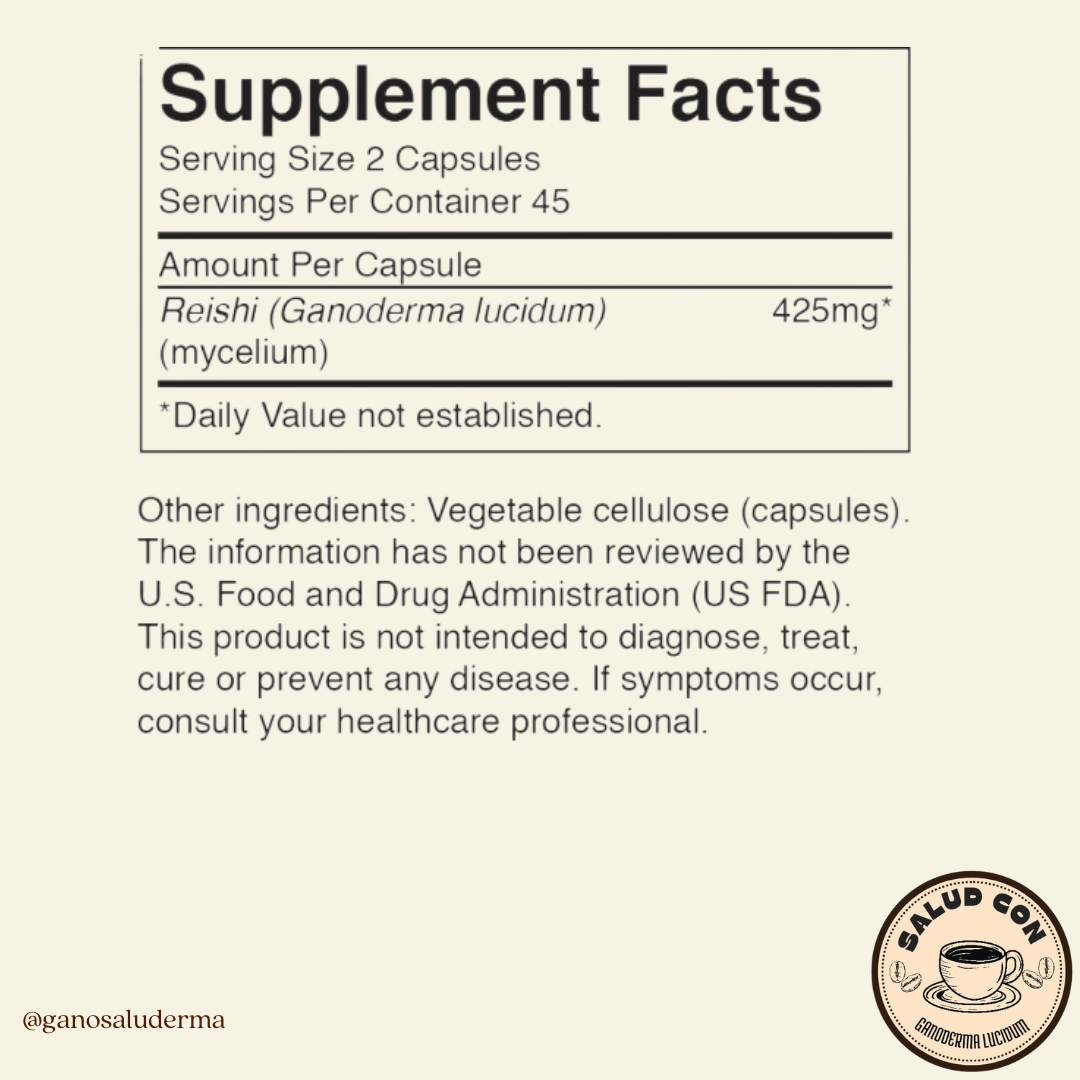 Supplement Facts
Serving Size 2 Capsules
Servings Per Container 45
Amount Per Capsule
Reishi (Ganoderma lucidum) 425mg*
(mycelium)
*Daily Value not established.
Other ingredients: Vegetable cellulose (capsules).
The information has not been reviewed by the
U.S. Food and Drug Administration (US FDA).
This product is not intended to diagnose, treat,
cure or prevent any disease. If symptoms occur,
consult your healthcare professional.
SALUD CON
GANODERMA LUCIDUM
@ganosaluderma